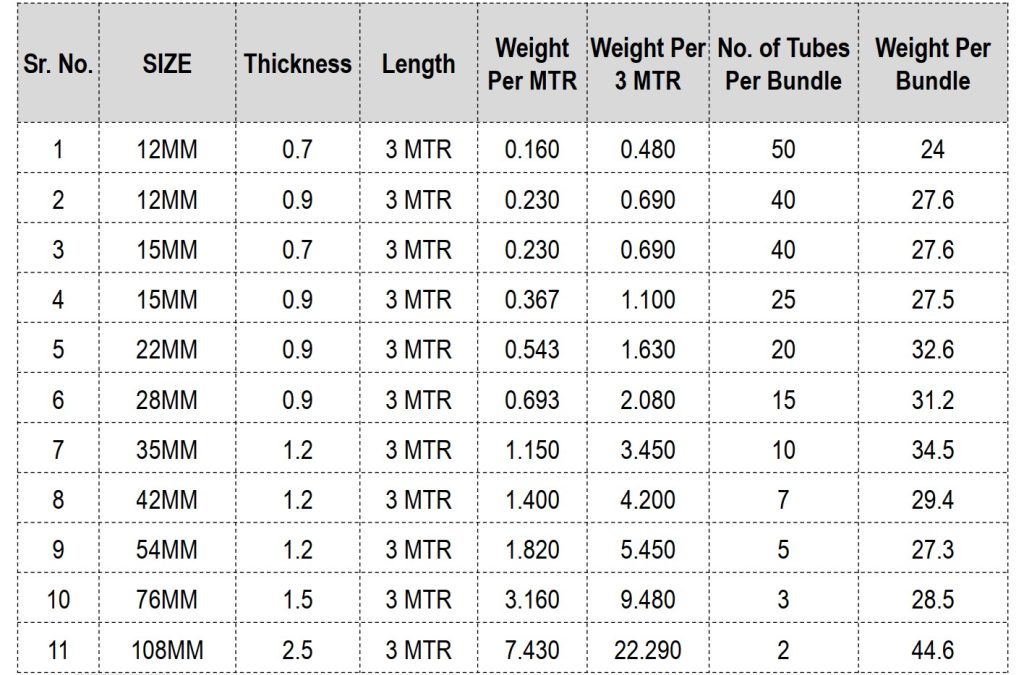 Sr. No. SIZE Thickness Length Weight Per MTR Weight Per 3 MTR No. of Tubes Per Bundle Weight Per Bundle
1 12MM 0.7 3 MTR 0.160 0.480 50 24
2 12MM 0.9 3 MTR 0.230 0.690 40 27.6
3 15MM 0.7 3 MTR 0.230 0.690 40 27.6
4 15MM 0.9 3 MTR 0.367 1.100 25 27.5
5 22MM 0.9 3 MTR 0.543 1.630 20 32.6
6 28MM 0.9 3 MTR 0.693 2.080 15 31.2
7 35MM 1.2 3 MTR 1.150 3.450 10 34.5
8 42MM 1.2 3 MTR 1.400 4.200 7 29.4
9 54MM 1.2 3 MTR 1.820 5.450 5 27.3
10 76MM 1.5 3 MTR 3.160 9.480 3 28.5
11 108MM 2.5 3 MTR 7.430 22.290 2 44.6